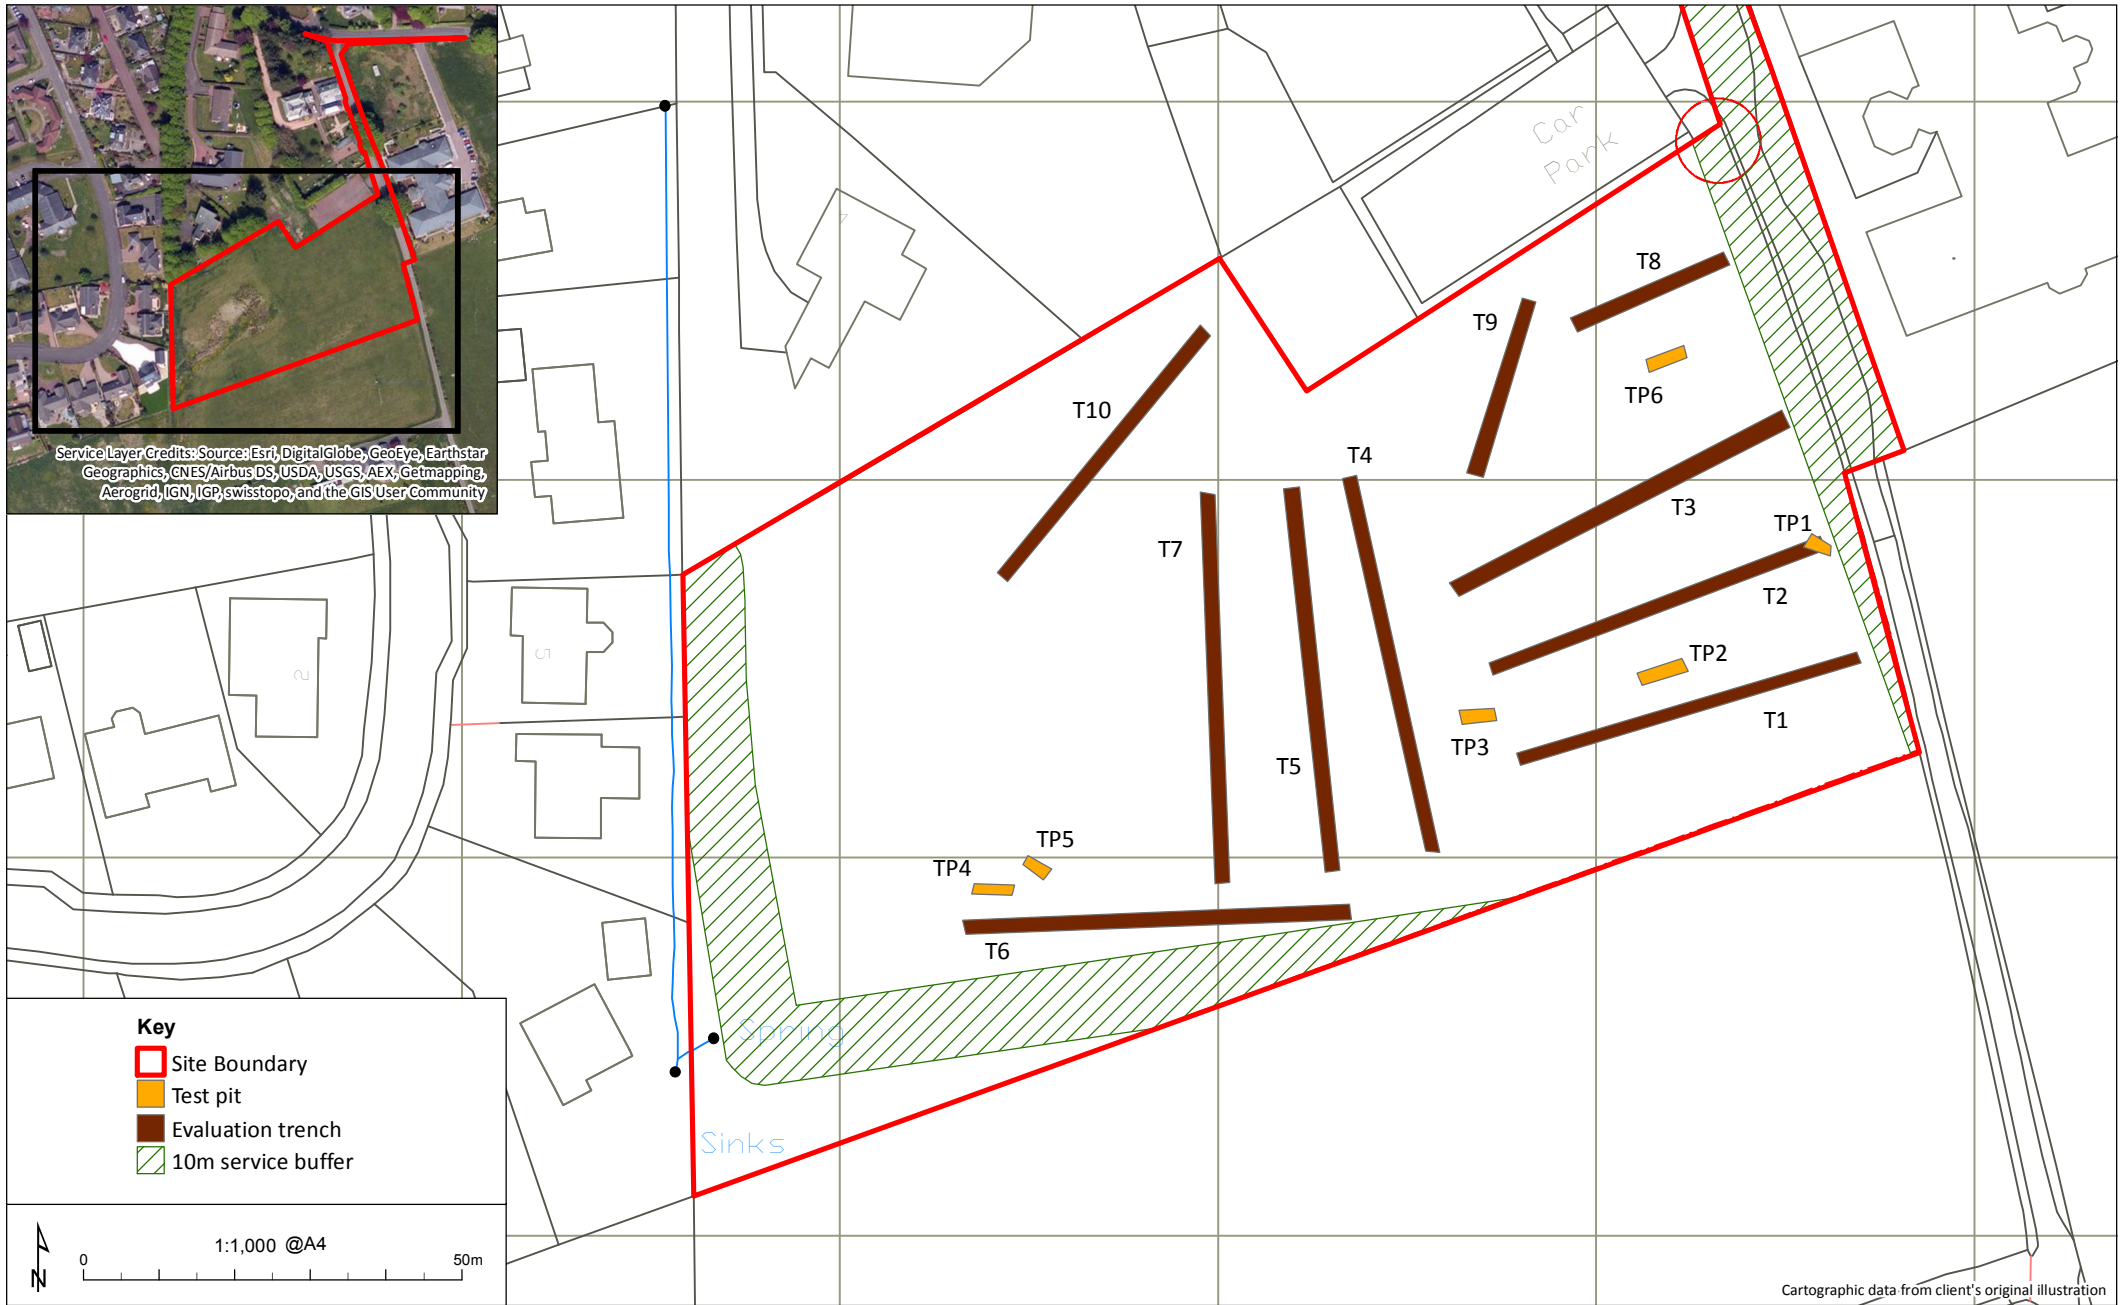 Service Layer Credits: Source: Esri, DigitalGlobe, GeoEye, Earthstar
Geographics, CNES/Airbus DS, USDA, USGS, AEX, Getmapping,
Aerogrid, IGN, IGP, swisstopo, and the GIS User Community
Car
Park
T8
T9
TP6
T10
T4
T3
TP1
T7
T2
TP2
T1
TP3
T5
TP5
TP4
T6
5
2
Spring
Sinks
Key
Site Boundary
Test pit
Evaluation trench
10m service buffer
N
1:1,000 @A4
0
50m
Cartographic data from client's original illustration